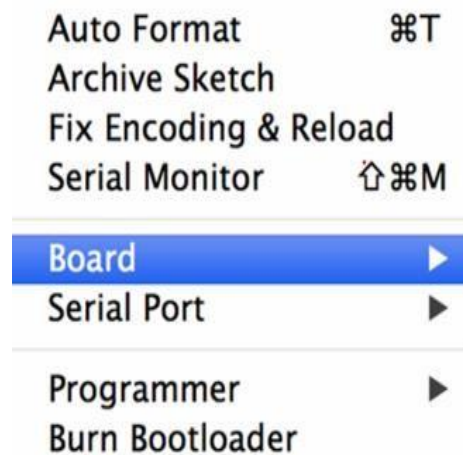 Auto Format ⌘T
Archive Sketch
Fix Encoding & Reload
Serial Monitor ⇧⌘M
Board ▶
Serial Port ▶
Programmer ▶
Burn Bootloader